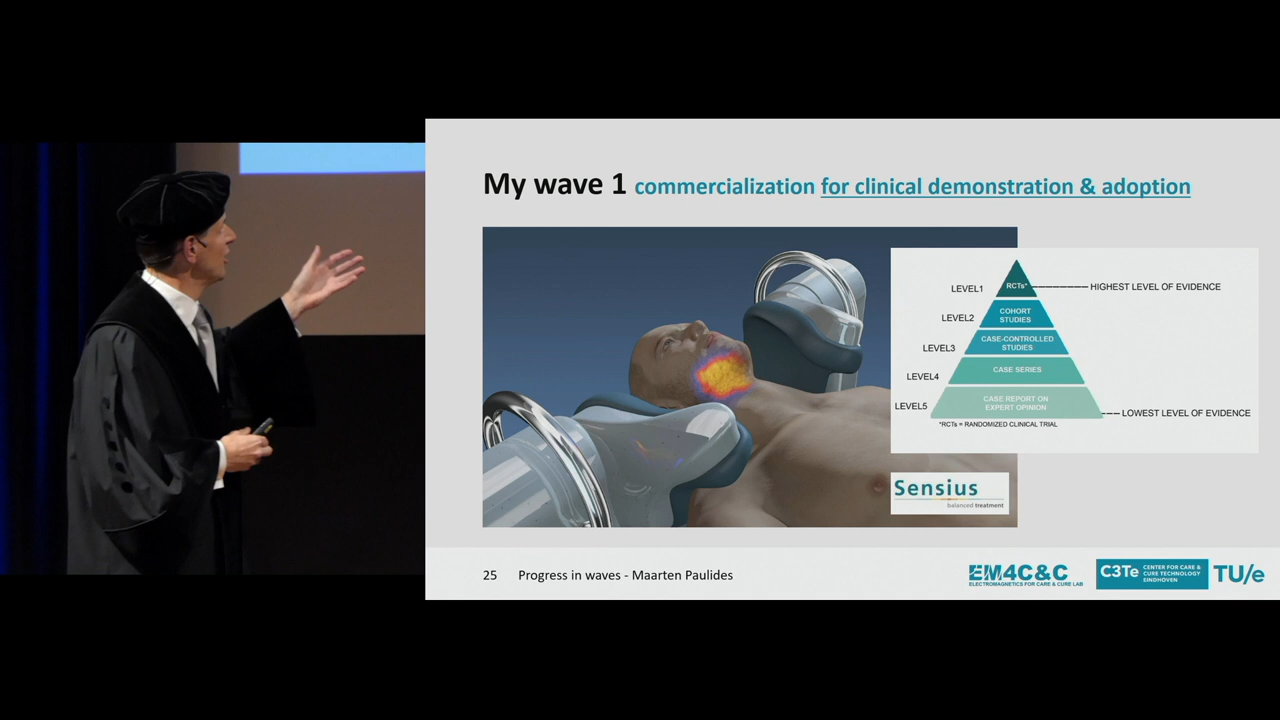 My wave 1 commercialization for clinical demonstration & adoption
LEVEL1
RCTs*
HIGHEST LEVEL OF EVIDENCE
LEVEL2
COHORT
STUDIES
LEVEL3
CASE-CONTROLLED
STUDIES
LEVEL4
CASE SERIES
LEVEL5
CASE REPORT ON
EXPERT OPINION
LOWEST LEVEL OF EVIDENCE
*RCTs = RANDOMIZED CLINICAL TRIAL
Sensius
balanced treatment
25 Progress in waves - Maarten Paulides
EM4C&C
ELECTROMAGNETICS FOR CARE & CURE LAB
C3Te
CENTER FOR CARE &
CURE TECHNOLOGY
EINDHOVEN
TU/e